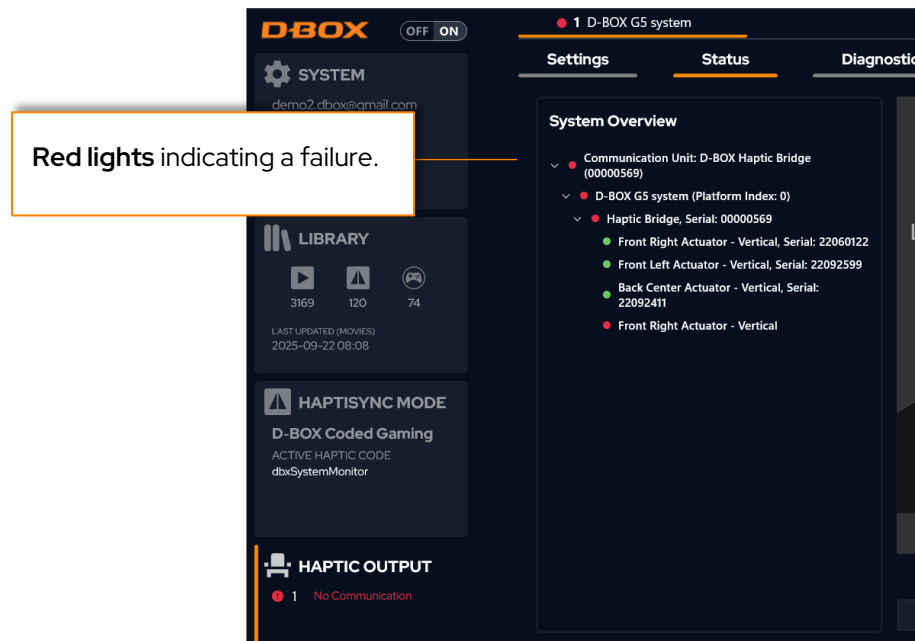 D-BOX
OFF ON
1 D-BOX G5 system
Settings
Status
Diagnostic
SYSTEM
demo2.dbox@gmail.com
Red lights indicating a failure.
System Overview
Communication Unit: D-BOX Haptic Bridge
(00000569)
D-BOX G5 system (Platform Index: 0)
Haptic Bridge, Serial: 00000569
Front Right Actuator - Vertical, Serial: 22060122
Front Left Actuator - Vertical, Serial: 22092599
Back Center Actuator - Vertical, Serial:
22092411
Front Right Actuator - Vertical
LIBRARY
3169
120
74
LAST UPDATED (MOVIES)
2025-09-22 08:08
HAPTISYNC MODE
D-BOX Coded Gaming
ACTIVE HAPTIC CODE
dbxSystemMonitor
HAPTIC OUTPUT
1 No Communication